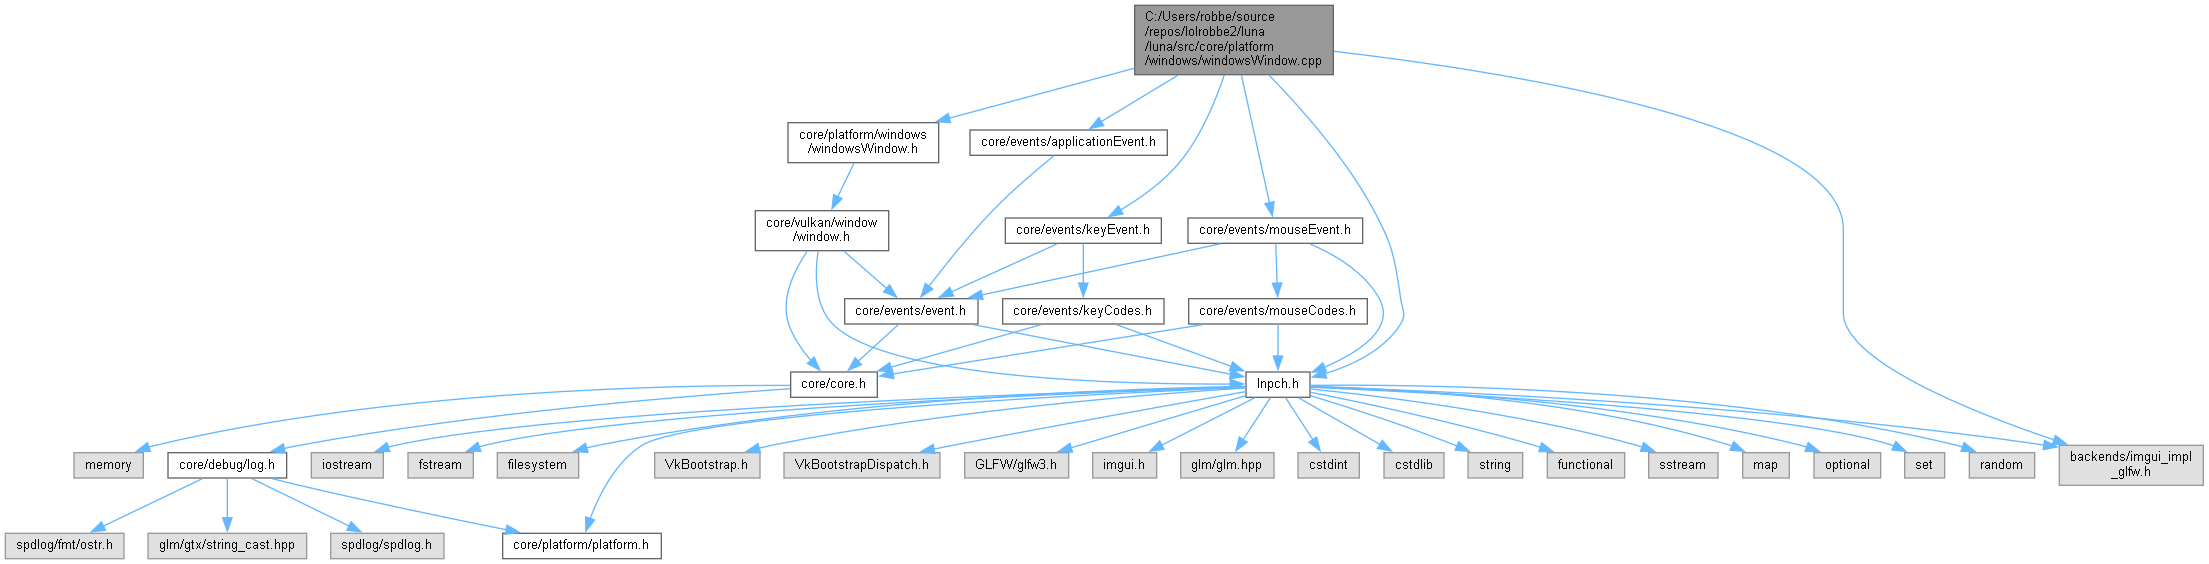 C:/Users/robbe/source
/repos/lolrobbe2/luna
/luna/src/core/platform
/windows/windowsWindow.cpp
core/platform/windows
/windowsWindow.h
core/events/applicationEvent.h
core/vulkan/window
/window.h
core/events/keyEvent.h
core/events/mouseEvent.h
core/events/event.h
core/events/keyCodes.h
core/events/mouseCodes.h
core/core.h
lnpch.h
memory
core/debug/log.h
iostream
fstream
filesystem
VkBootstrap.h
VkBootstrapDispatch.h
GLFW/glfw3.h
imgui.h
glm/glm.hpp
cstdint
cstdlib
string
functional
sstream
map
optional
set
random
backends/imgui_impl
_glfw.h
spdlog/fmt/ostr.h
glm/gtx/string_cast.hpp
spdlog/spdlog.h
core/platform/platform.h